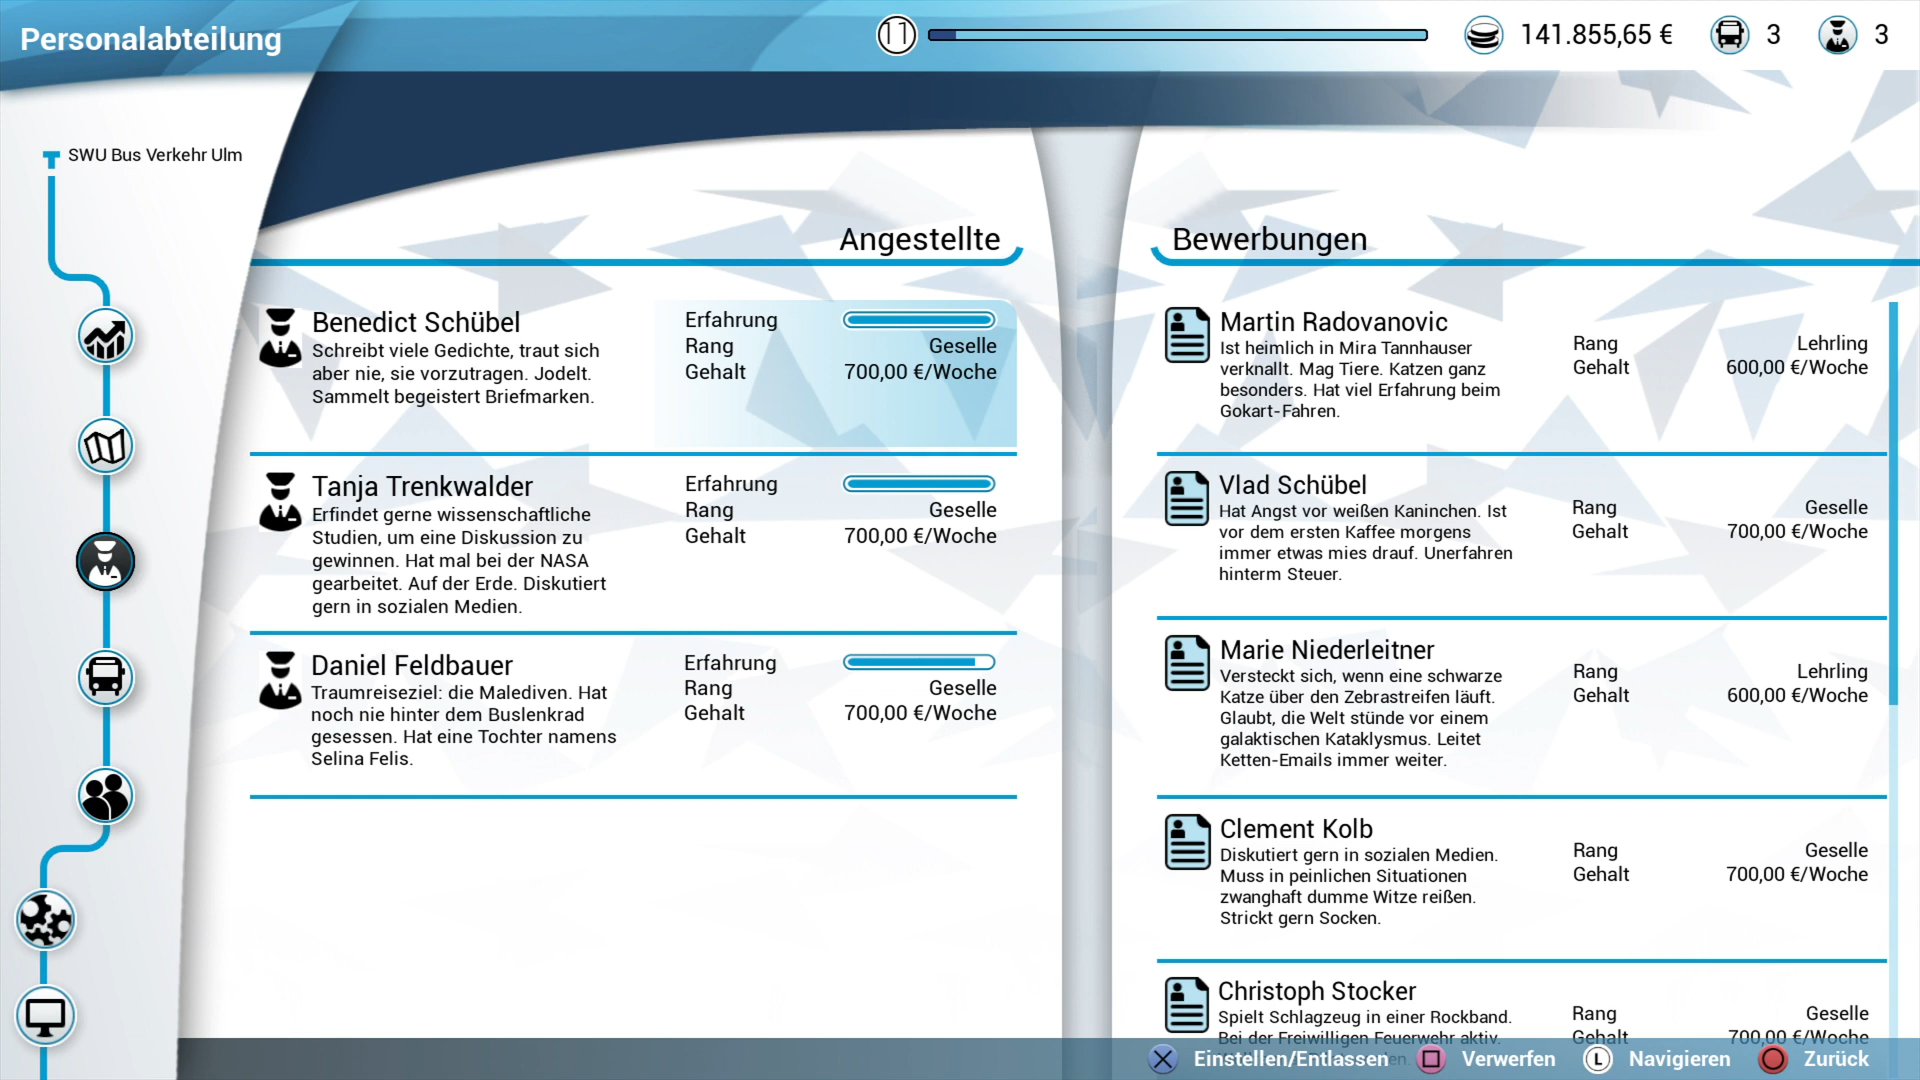 Personalabteilung
11
141.855,65 €
3
3
SWU Bus Verkehr Ulm
Angestellte
Benedict Schübel
Schreibt viele Gedichte, traut sich
aber nie, sie vorzutragen. Jodelt.
Sammelt begeistert Briefmarken.
Erfahrung
Rang Geselle
Gehalt 700,00 €/Woche
Tanja Trenkwalder
Erfindet gerne wissenschaftliche
Studien, um eine Diskussion zu
gewinnen. Hat mal bei der NASA
gearbeitet. Auf der Erde. Diskutiert
gern in sozialen Medien.
Erfahrung
Rang Geselle
Gehalt 700,00 €/Woche
Daniel Feldbauer
Traumreiseziel: die Malediven. Hat
noch nie hinter dem Buslenkrad
gesessen. Hat eine Tochter namens
Selina Felis.
Erfahrung
Rang Geselle
Gehalt 700,00 €/Woche
Bewerbungen
Martin Radovanovic
Ist heimlich in Mira Tannhauser
verknallt. Mag Tiere. Katzen ganz
besonders. Hat viel Erfahrung beim
Gokart-Fahren.
Rang Lehrling
Gehalt 600,00 €/Woche
Vlad Schübel
Hat Angst vor weißen Kaninchen. Ist
vor dem ersten Kaffee morgens
immer etwas mies drauf. Unerfahren
hinterm Steuer.
Rang Geselle
Gehalt 700,00 €/Woche
Marie Niederleitner
Versteckt sich, wenn eine schwarze
Katze über den Zebrastreifen läuft.
Glaubt, die Welt stünde vor einem
galaktischen Kataklysmus. Leitet
Ketten-Emails immer weiter.
Rang Lehrling
Gehalt 600,00 €/Woche
Clement Kolb
Diskutiert gern in sozialen Medien.
Muss in peinlichen Situationen
zwanghaft dumme Witze reißen.
Strickt gern Socken.
Rang Geselle
Gehalt 700,00 €/Woche
Christoph Stocker
Spielt Schlagzeug in einer Rockband.
Bei der Freiwilligen Feuerwehr aktiv.
Rang Geselle
Gehalt 700,00 €/Woche
Einstellen/Entlassen Verwerfen L Navigieren Zurück